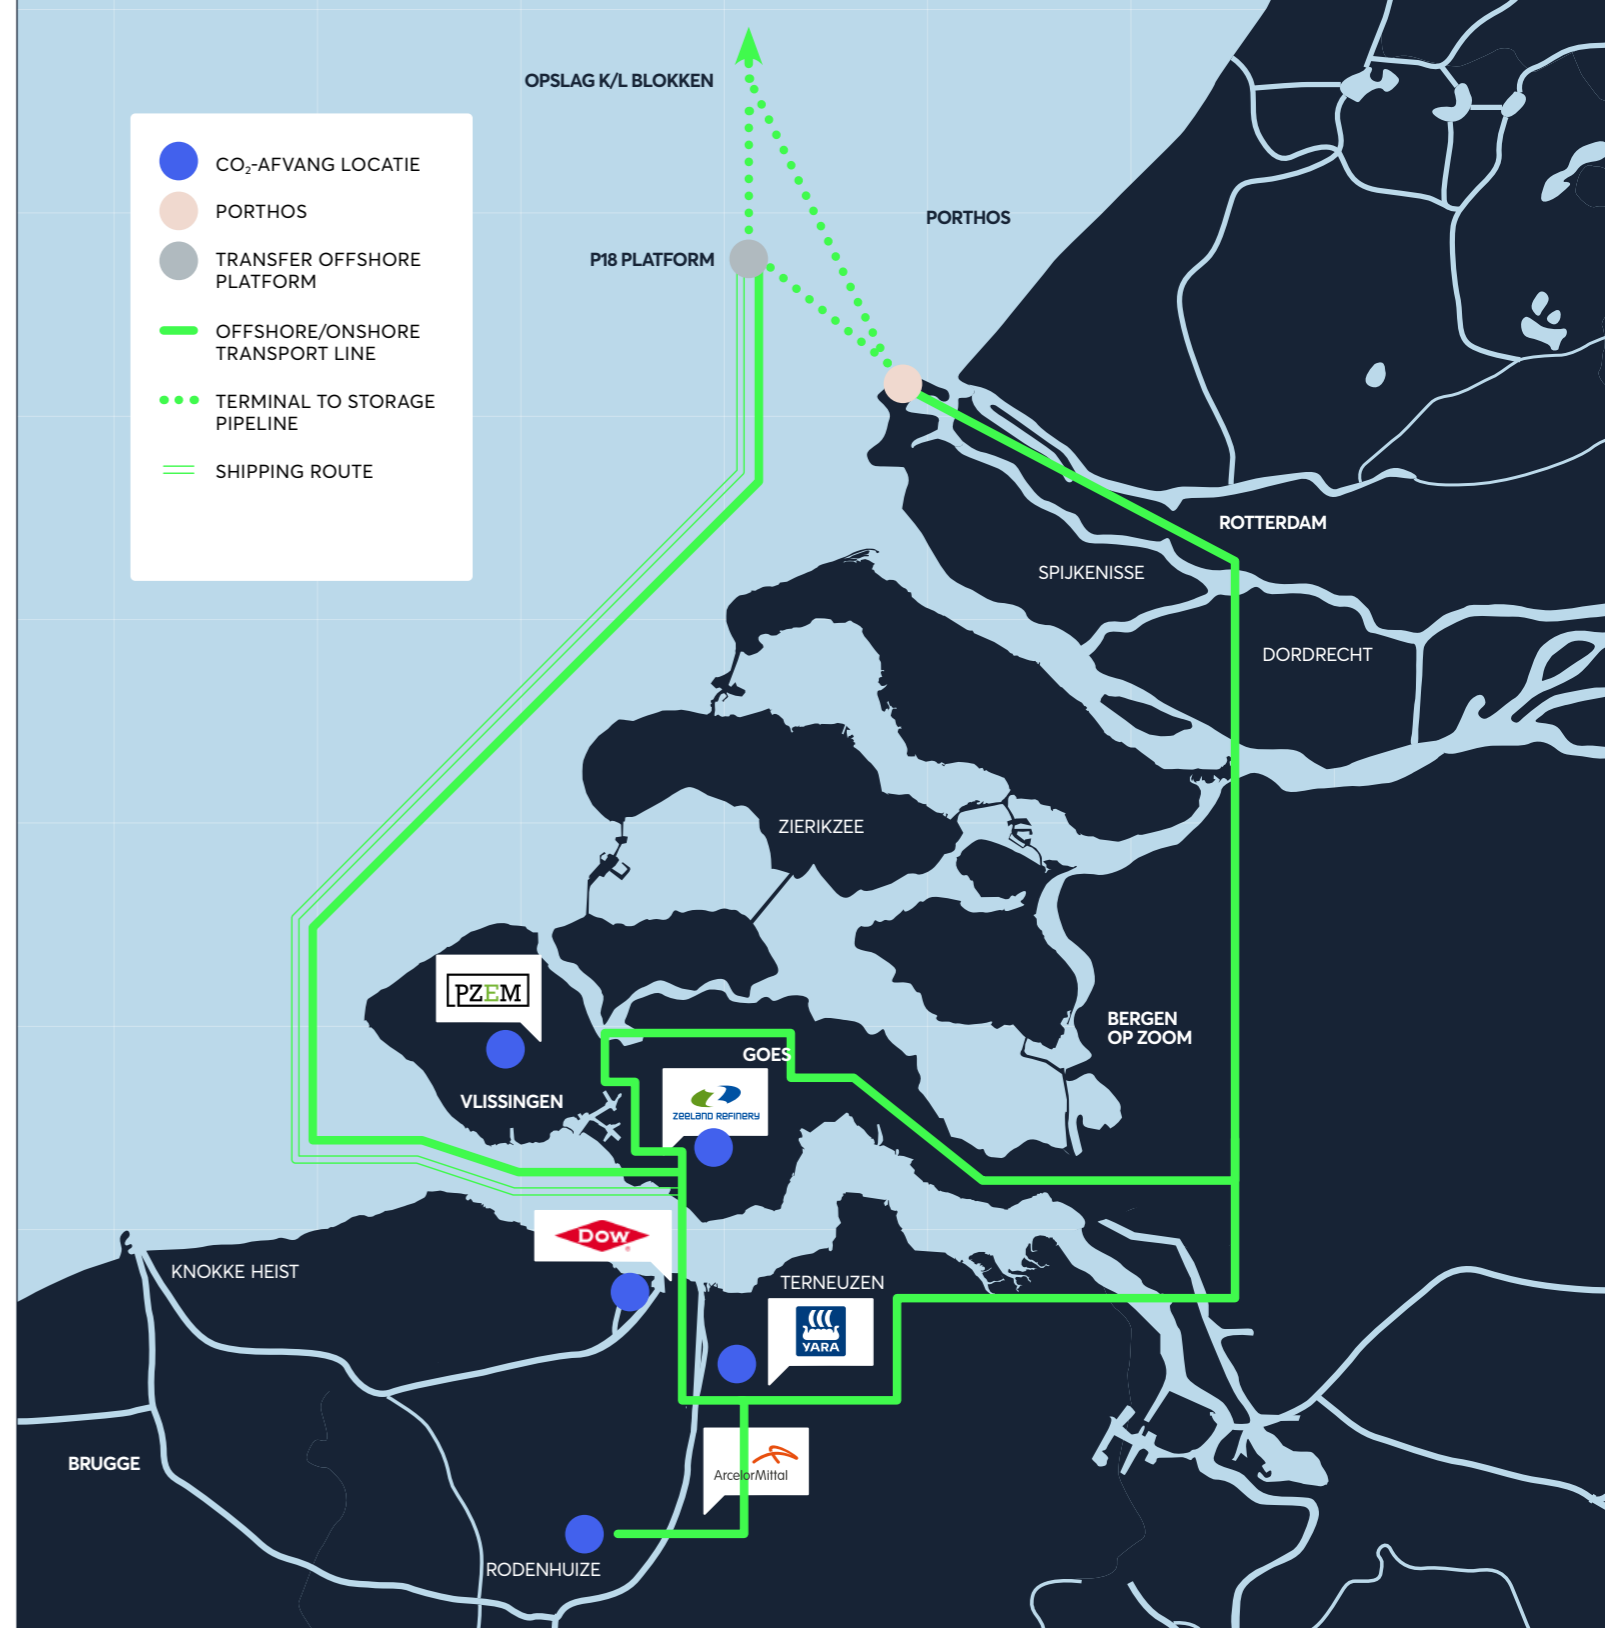 OPSLAG K/L BLOKKEN
CO₂-AFVANG LOCATIE
PORTHOS
TRANSFER OFFSHORE
PLATFORM
OFFSHORE/ONSHORE
TRANSPORT LINE
TERMINAL TO STORAGE
PIPELINE
SHIPPING ROUTE
PORTHOS
P18 PLATFORM
ROTTERDAM
SPIJKENISSE
DORDRECHT
ZIERIKZEE
PZEM
BERGEN
OP ZOOM
GOES
VLISSINGEN
ZEELAND REFINERY
DOW
KNOKKE HEIST
TERNEUZEN
YARA
BRUGGE
ArcelorMittal
RODENHUIZE